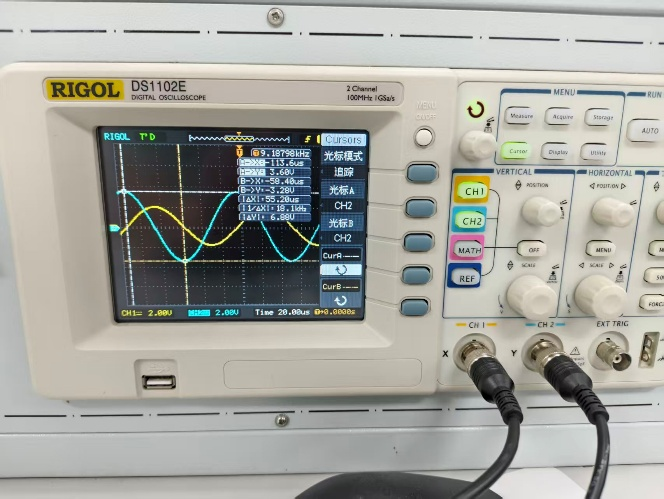 RIGOL DS1102E
DIGITAL OSCILLOSCOPE
2 Channel
100MHz 1GSa/s
MENU
RIGOL T'D
Cursors
9.18798kHz
A->X: -113.6us
A->Y: 3.60V
B->X: -58.40us
B->Y: -3.28V
|ΔX|: 55.20us
|1/ΔX|: 18.1kHz
|ΔY|: 6.88V
光标模式
追踪
光标A
CH2
光标B
CH2
CurA
CurB
CH1= 2.00V
2.00V
Time 20.00us
0.0000s
MENU
Measure
Acquire
Storage
Cursor
Display
Utility
RUN
AUTO
VERTICAL
HORIZONTAL
CH1
CH2
MATH
REF
POSITION
POSITION
OFF
MENU
SCALE
SCALE
CH 1
CH 2
EXT TRIG
X
Y